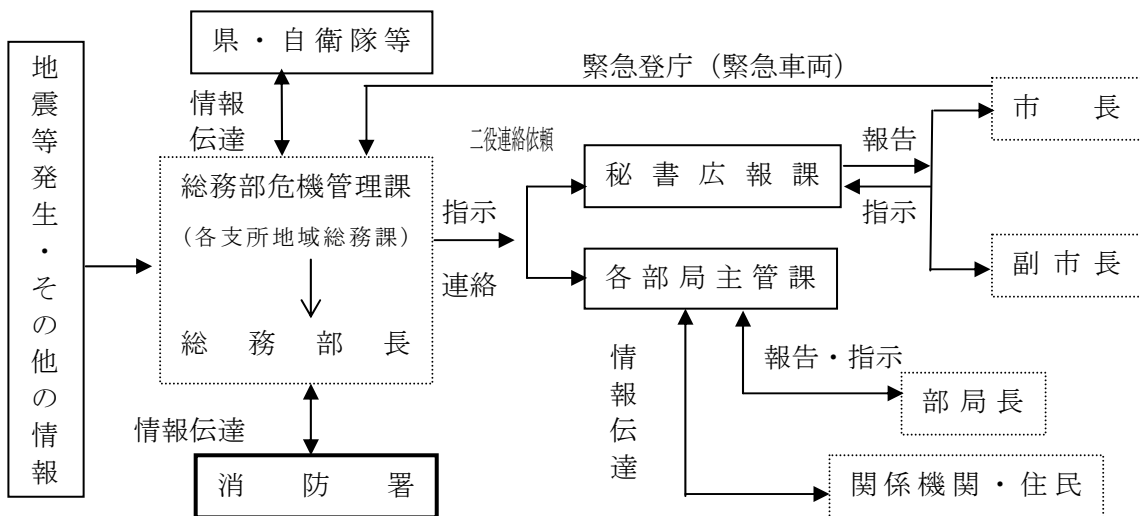 地震等発生・その他の情報
県・自衛隊等
情報
伝達
緊急登庁（緊急車両）
市長
二役連絡依頼
総務部危機管理課
（各支所地域総務課）
総務部長
指示
連絡
秘書広報課
報告
指示
各部局主管課
副市長
情報伝達
報告・指示
部局長
情報伝達
消防署
関係機関・住民